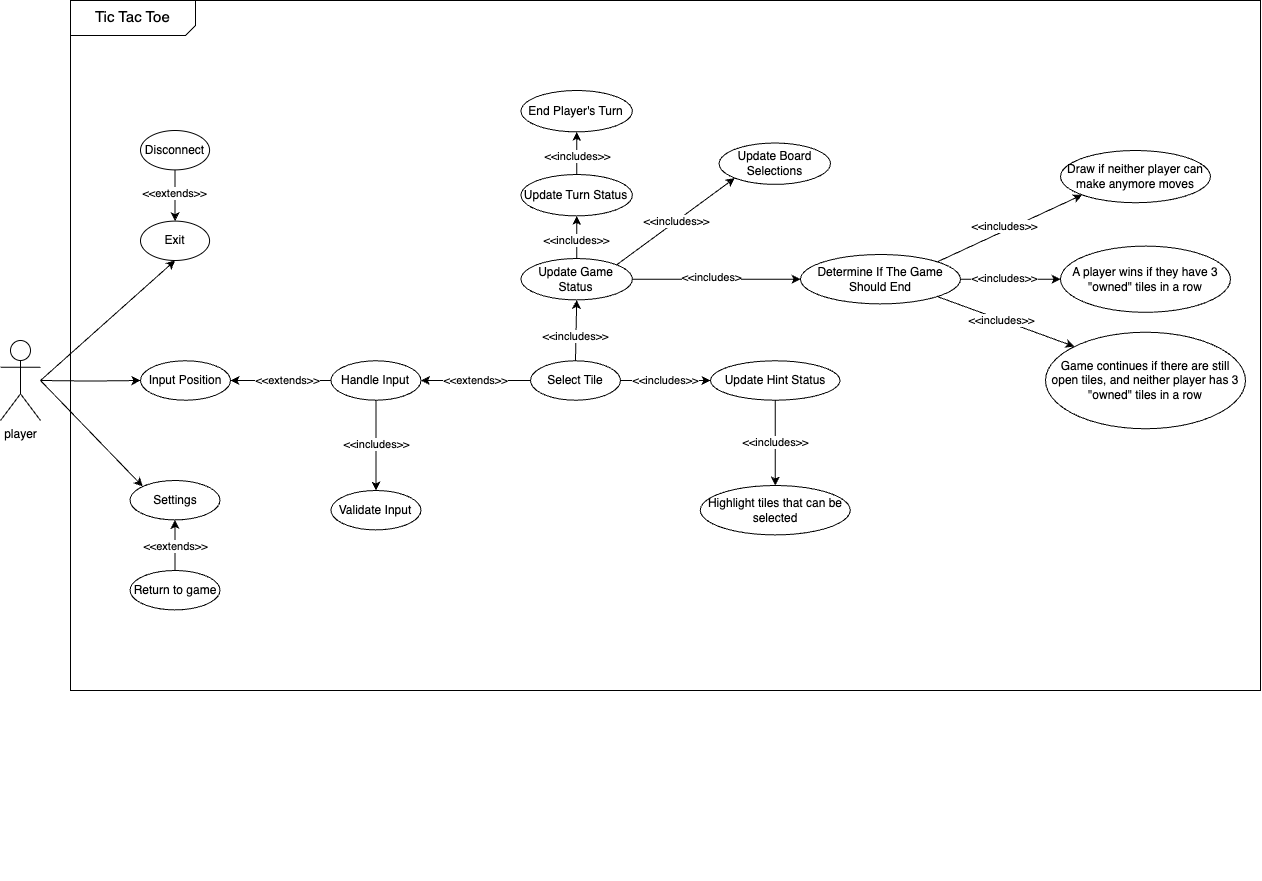 Tic Tac Toe
End Player's Turn
Disconnect
<<includes>>
Update Board
Selections
Draw if neither player can
make anymore moves
<<extends>>
Update Turn Status
<<includes>>
<<includes>>
Exit
<<includes>>
Update Game
Status
<<includes>
Determine If The Game
Should End
<<includes>>
A player wins if they have 3
"owned" tiles in a row
<<includes>>
<<includes>>
Game continues if there are still
open tiles, and neither player has 3
"owned" tiles in a row
player
Input Position
<<extends>>
Handle Input
<<extends>>
Select Tile
<<includes>>
Update Hint Status
<<includes>>
<<includes>>
Settings
Validate Input
Highlight tiles that can be
selected
<<extends>>
Return to game